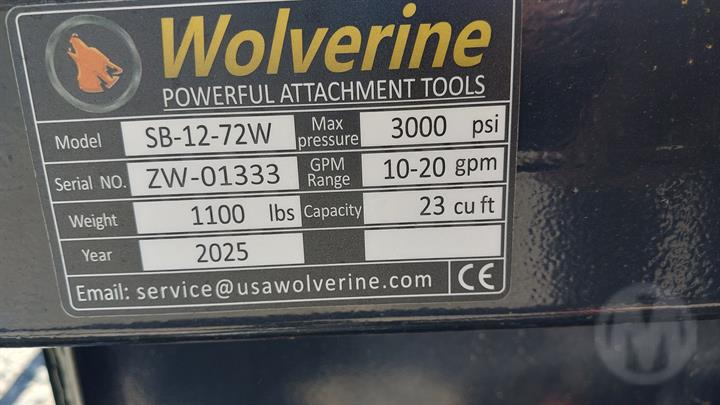 Wolverine
POWERFUL ATTACHMENT TOOLS
Model SB-12-72W Max pressure 3000 psi
Serial NO. ZW-01333 GPM Range 10-20 gpm
Weight 1100 lbs Capacity 23 cu ft
Year 2025
Email: service@usawolverine.com CE
M